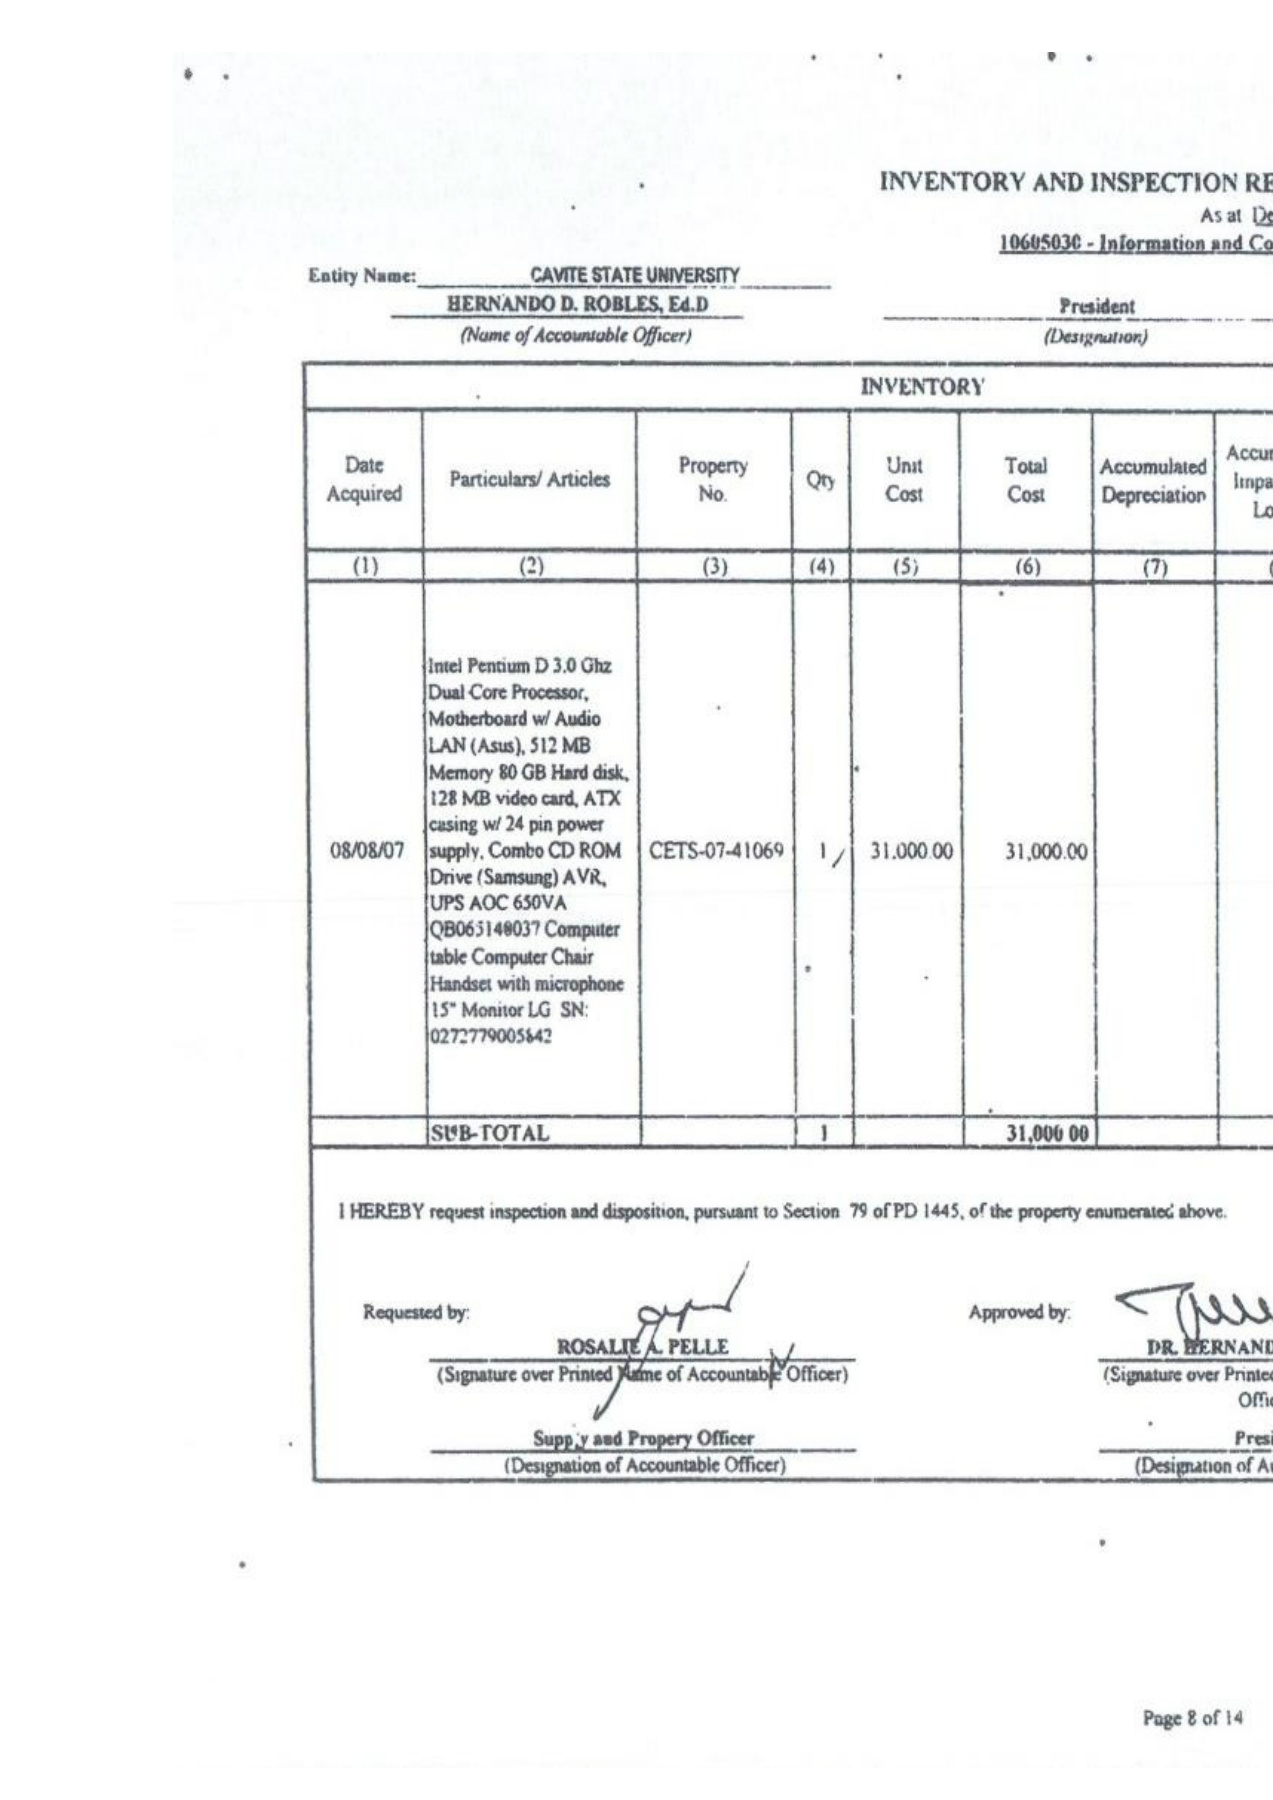 INVENTORY AND INSPECTION RE
As at De
10605030 - Information and Co
Entity Name: CAVITE STATE UNIVERSITY
HERNANDO D. ROBLES, Ed.D President
(Name of Accountable Officer) (Designation)
INVENTORY
Date Acquired Particulars/ Articles Property No. Qty Unit Cost Total Cost Accumulated Depreciation Accum Impa Lo
(1) (2) (3) (4) (5) (6) (7) (
Intel Pentium D 3.0 Ghz
Dual Core Processor,
Motherboard w/ Audio
LAN (Asus), 512 MB
Memory 80 GB Hard disk,
128 MB video card, ATX
casing w/ 24 pin power
08/08/07 supply, Combo CD ROM CETS-07-41069 1 31,000.00 31,000.00
Drive (Samsung) AVR,
UPS AOC 650VA
QB065148037 Computer
table Computer Chair
Handset with microphone
15" Monitor LG SN:
0272779005842
SUB-TOTAL 1 31,000 00
I HEREBY request inspection and disposition, pursuant to Section 79 of PD 1445, of the property enumerated above.
Requested by: Approved by:
ROSALIE A. PELLE DR. HERNAND
(Signature over Printed Name of Accountable Officer) (Signature over Printed
Offic
Supply and Propery Officer Presi
(Designation of Accountable Officer) (Designation of Au
Page 8 of 14